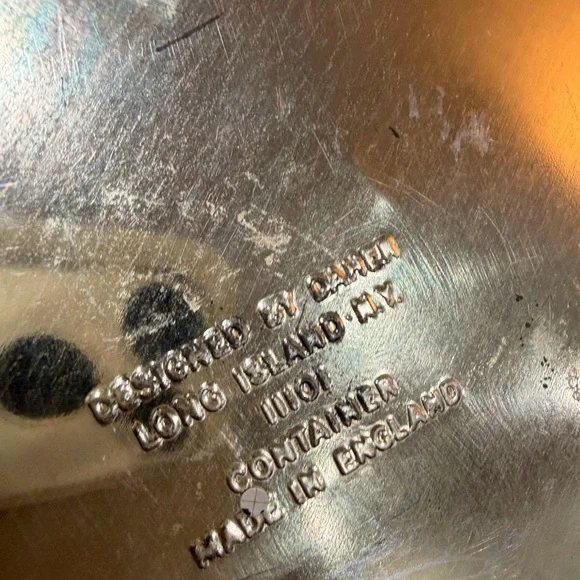 DESIGNED BY DAHER
LONG ISLAND·N.Y.
11101
CONTAINER
MADE IN ENGLAND